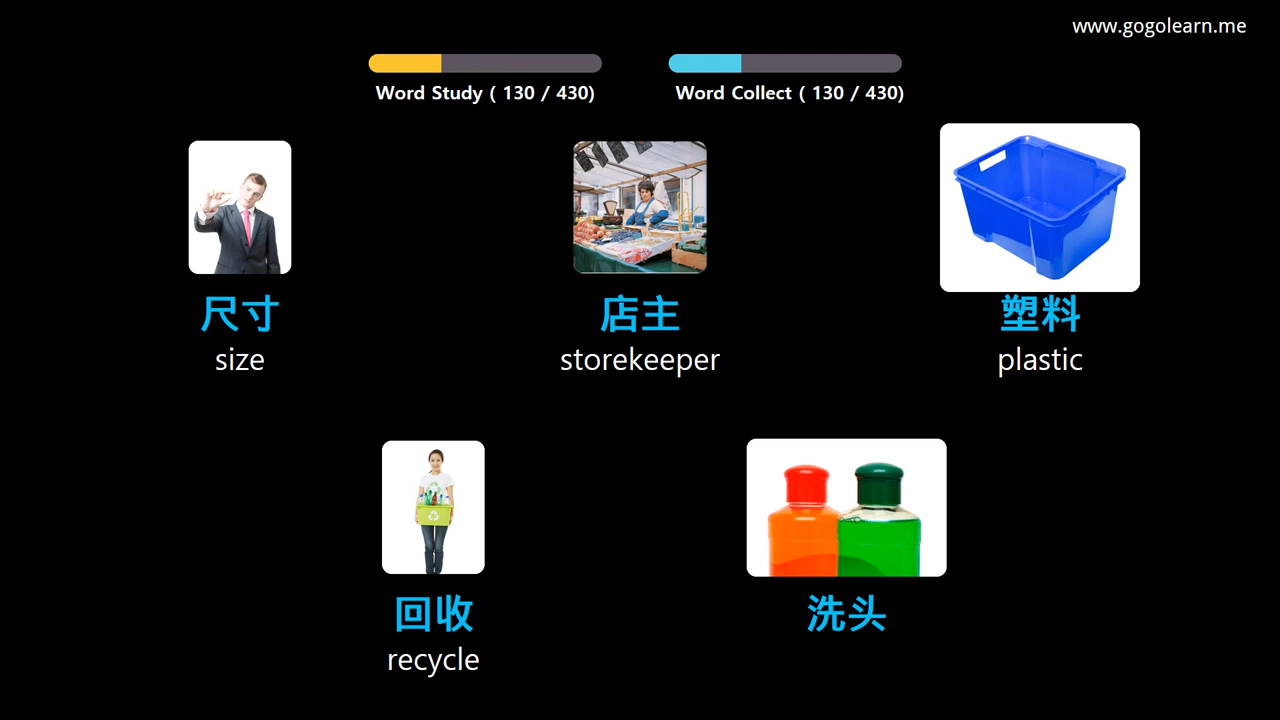 www.gogolearn.me
Word Study ( 130 / 430)
Word Collect ( 130 / 430)
尺寸
size
店主
storekeeper
塑料
plastic
回收
recycle
洗头